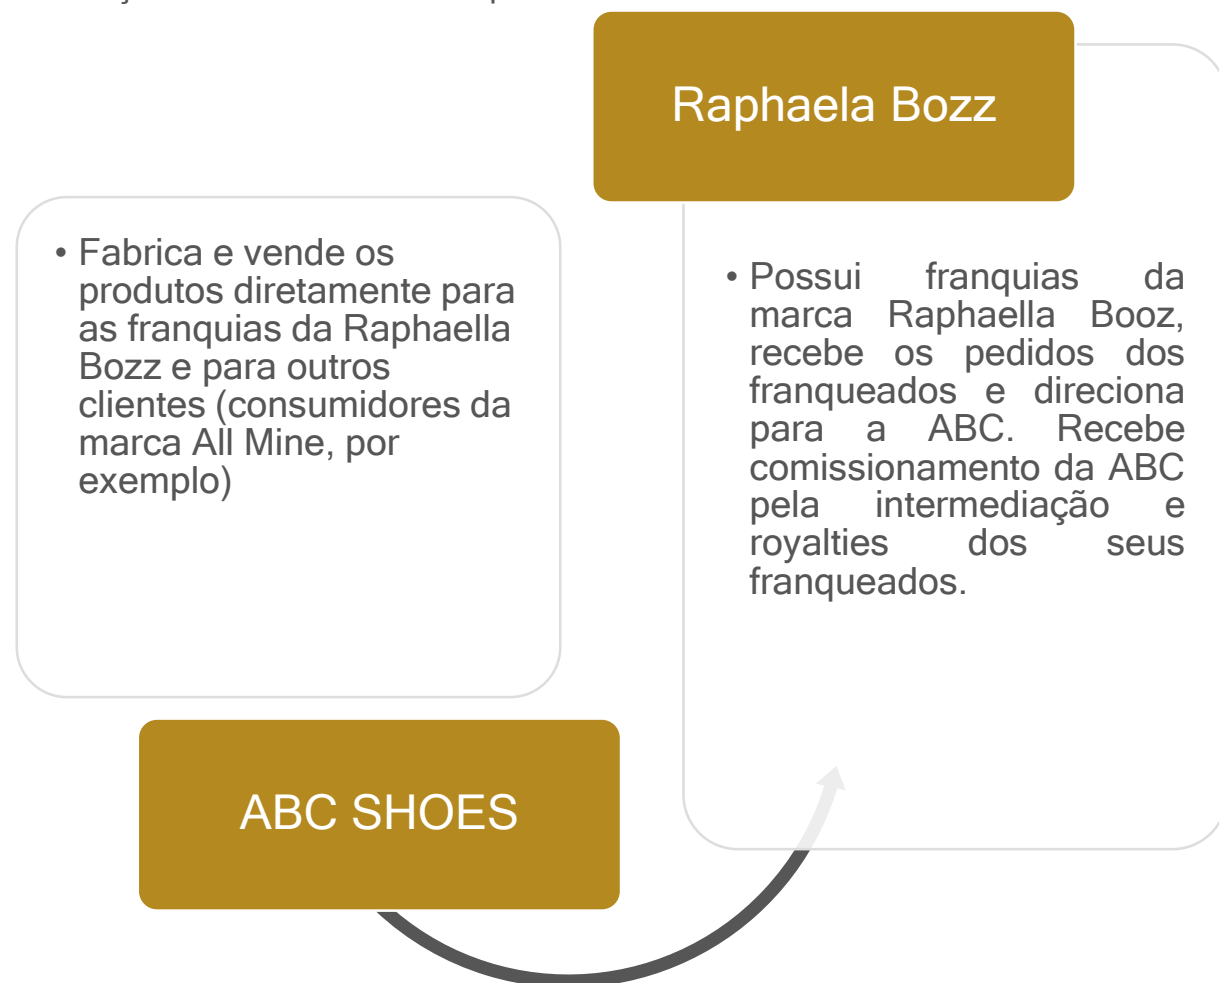 Raphaela Bozz
• Fabrica e vende os
produtos diretamente para
as franquias da Raphaella
Bozz e para outros
clientes (consumidores da
marca All Mine, por
exemplo)
ABC SHOES
• Possui franquias da
marca Raphaella Booz,
recebe os pedidos dos
franqueados e direciona
para a ABC. Recebe
comissionamento da ABC
pela intermediação e
royalties dos seus
franqueados.